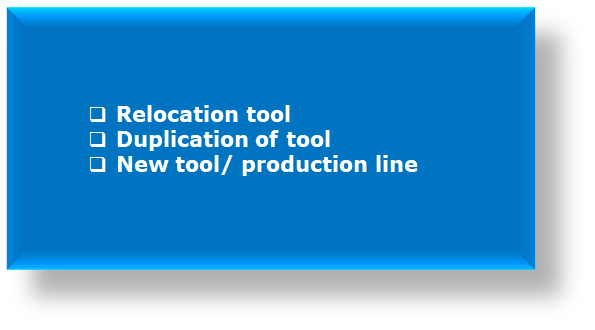 ❑ Relocation tool
❑ Duplication of tool
❑ New tool/ production line